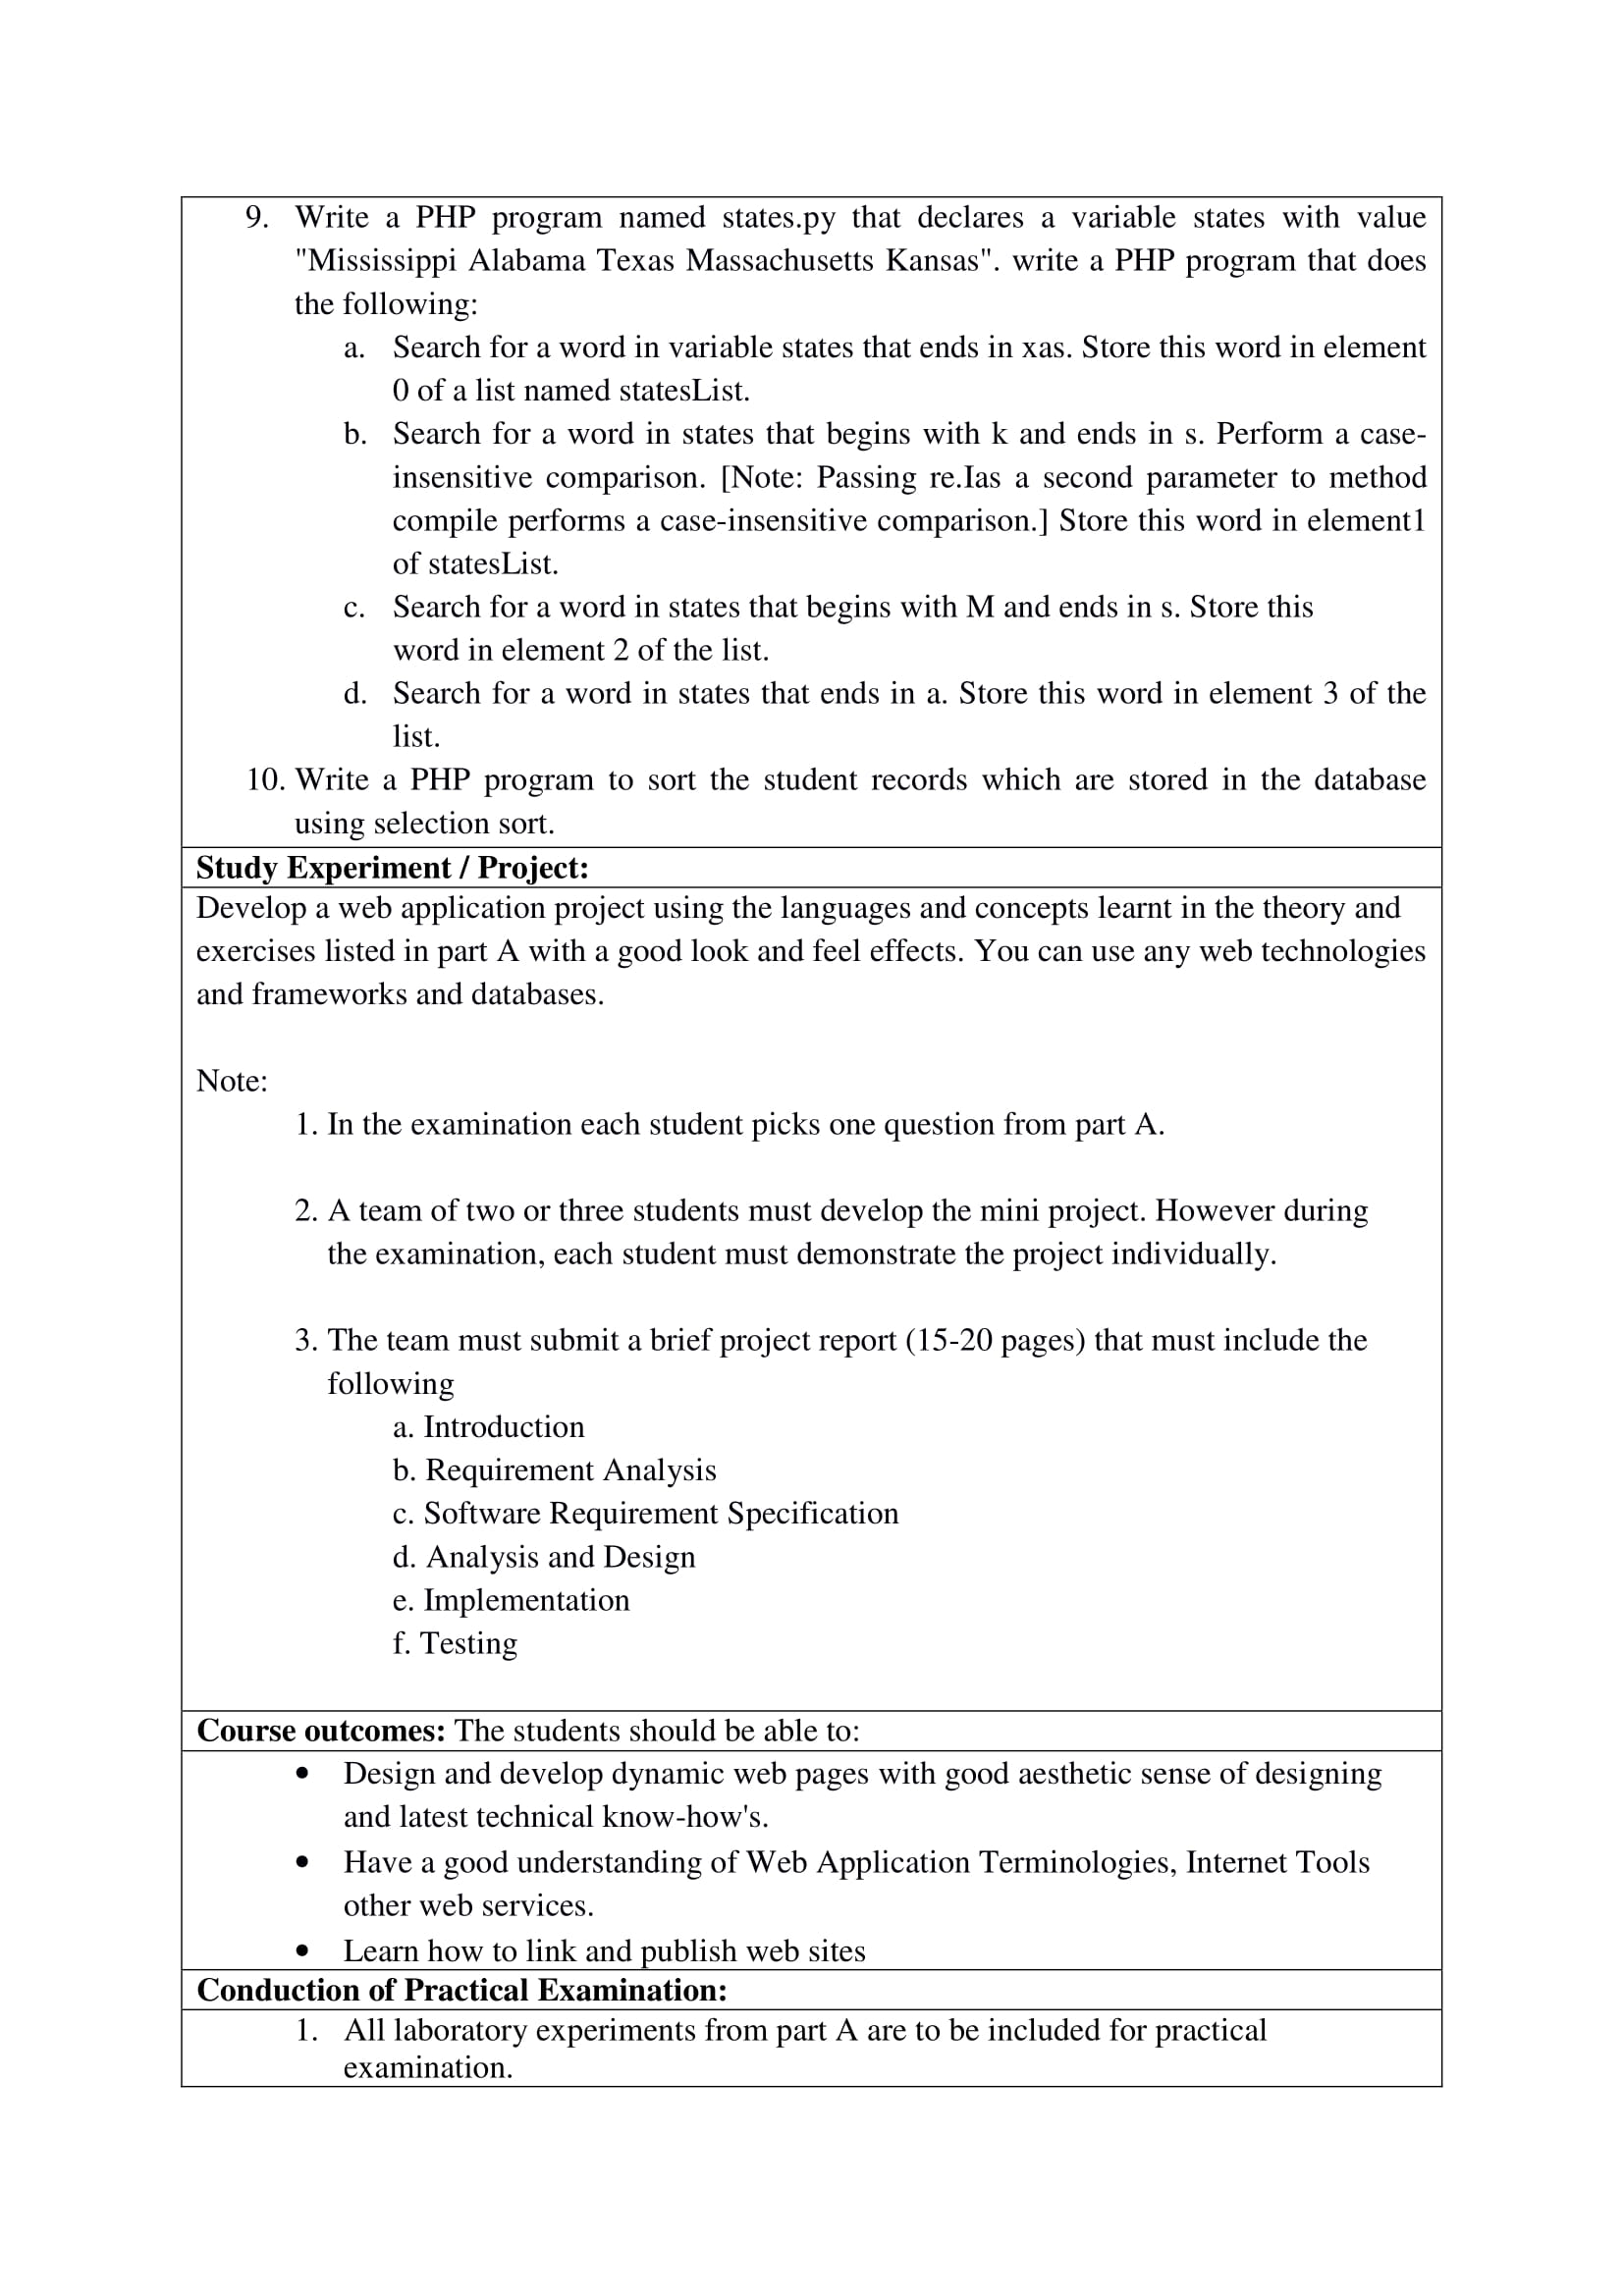 9. Write a PHP program named states.py that declares a variable states with value
"Mississippi Alabama Texas Massachusetts Kansas". write a PHP program that does
the following:
a. Search for a word in variable states that ends in xas. Store this word in element
0 of a list named statesList.
b. Search for a word in states that begins with k and ends in s. Perform a case-
insensitive comparison. [Note: Passing re.Ias a second parameter to method
compile performs a case-insensitive comparison.] Store this word in element1
of statesList.
c. Search for a word in states that begins with M and ends in s. Store this
word in element 2 of the list.
d. Search for a word in states that ends in a. Store this word in element 3 of the
list.
10. Write a PHP program to sort the student records which are stored in the database
using selection sort.
Study Experiment / Project:
Develop a web application project using the languages and concepts learnt in the theory and
exercises listed in part A with a good look and feel effects. You can use any web technologies
and frameworks and databases.
Note:
1. In the examination each student picks one question from part A.
2. A team of two or three students must develop the mini project. However during
the examination, each student must demonstrate the project individually.
3. The team must submit a brief project report (15-20 pages) that must include the
following
a. Introduction
b. Requirement Analysis
c. Software Requirement Specification
d. Analysis and Design
e. Implementation
f. Testing
Course outcomes: The students should be able to:
• Design and develop dynamic web pages with good aesthetic sense of designing
and latest technical know-how's.
• Have a good understanding of Web Application Terminologies, Internet Tools
other web services.
• Learn how to link and publish web sites
Conduction of Practical Examination:
1. All laboratory experiments from part A are to be included for practical
examination.